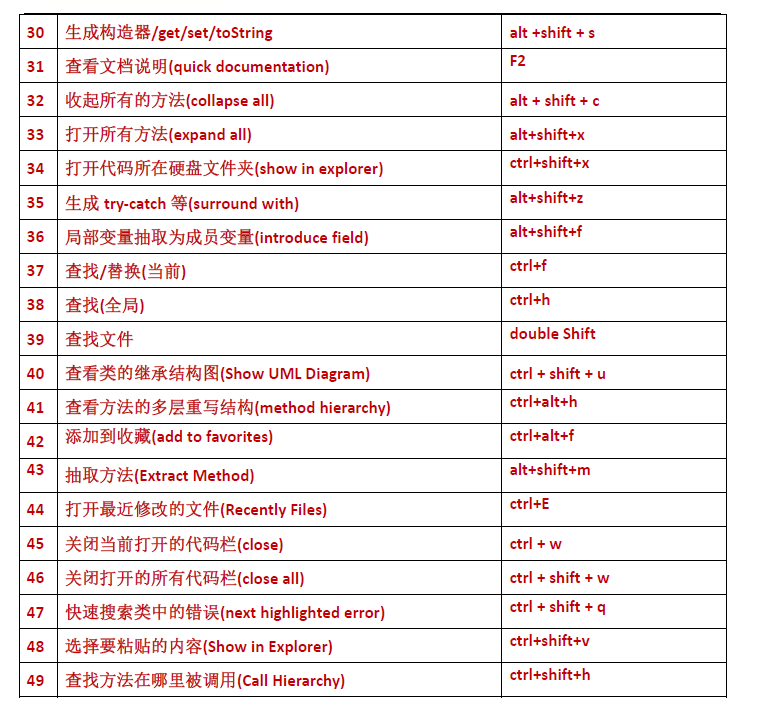 30 生成构造器/get/set/toString alt +shift + s
31 查看文档说明(quick documentation) F2
32 收起所有的方法(collapse all) alt + shift + c
33 打开所有方法(expand all) alt+shift+x
34 打开代码所在硬盘文件夹(show in explorer) ctrl+shift+x
35 生成 try-catch 等(surround with) alt+shift+z
36 局部变量抽取为成员变量(introduce field) alt+shift+f
37 查找/替换(当前) ctrl+f
38 查找(全局) ctrl+h
39 查找文件 double Shift
40 查看类的继承结构图(Show UML Diagram) ctrl + shift + u
41 查看方法的多层重写结构(method hierarchy) ctrl+alt+h
42 添加到收藏(add to favorites) ctrl+alt+f
43 抽取方法(Extract Method) alt+shift+m
44 打开最近修改的文件(Recently Files) ctrl+E
45 关闭当前打开的代码栏(close) ctrl + w
46 关闭打开的所有代码栏(close all) ctrl + shift + w
47 快速搜索类中的错误(next highlighted error) ctrl + shift + q
48 选择要粘贴的内容(Show in Explorer) ctrl+shift+v
49 查找方法在哪里被调用(Call Hierarchy) ctrl+shift+h